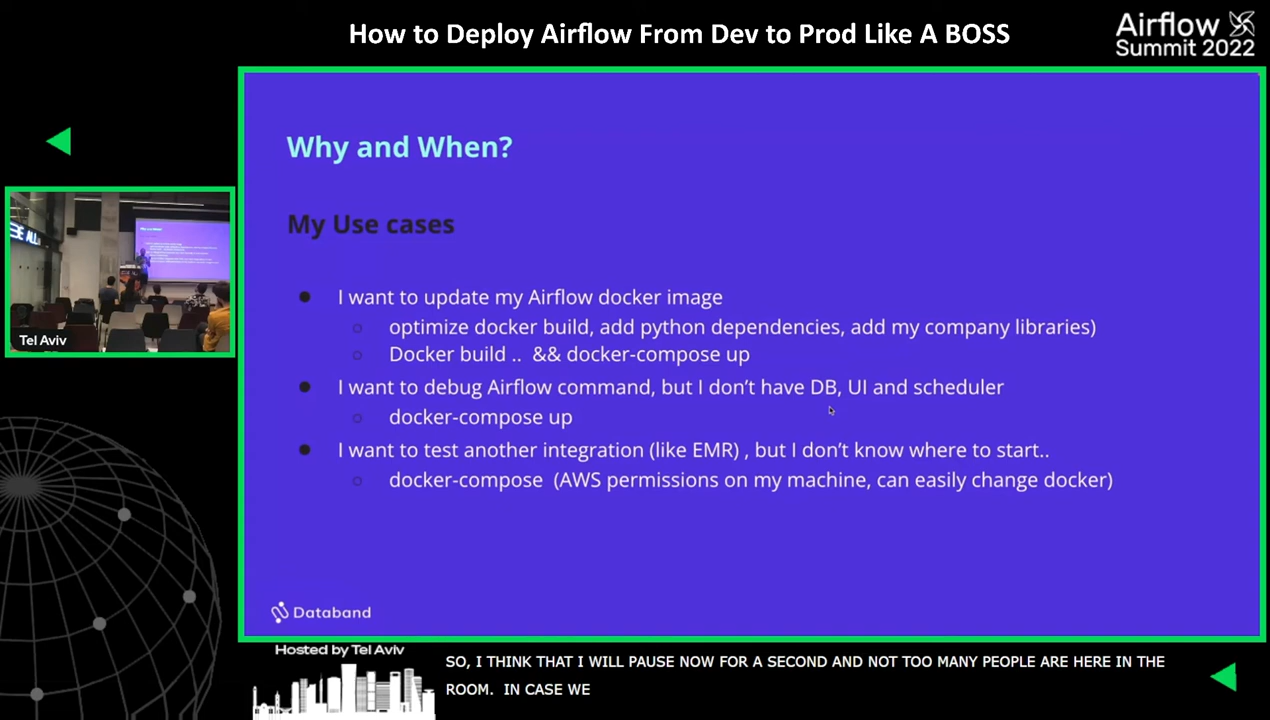 How to Deploy Airflow From Dev to Prod Like A BOSS
Airflow
Summit 2022
Why and When?
My Use cases
I want to update my Airflow docker image
optimize docker build, add python dependencies, add my company libraries)
Docker build .. && docker-compose up
I want to debug Airflow command, but I don't have DB, UI and scheduler
docker-compose up
I want to test another integration (like EMR) , but I don't know where to start..
docker-compose (AWS permissions on my machine, can easily change docker)
Databand
Tel Aviv
Hosted by Tel Aviv
SO, I THINK THAT I WILL PAUSE NOW FOR A SECOND AND NOT TOO MANY PEOPLE ARE HERE IN THE
ROOM. IN CASE WE